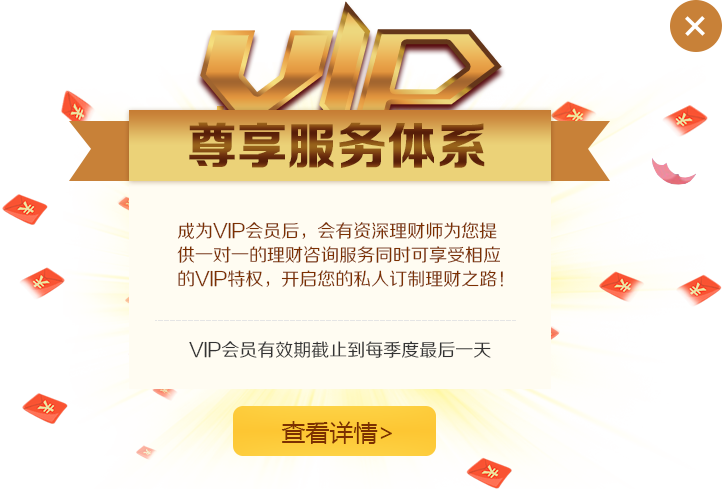 VIP
尊享服务体系
成为VIP会员后，会有资深理财师为您提
供一对一的理财咨询服务同时可享受相应
的VIP特权，开启您的私人订制理财之路！
VIP会员有效期截止到每季度最后一天
查看详情>